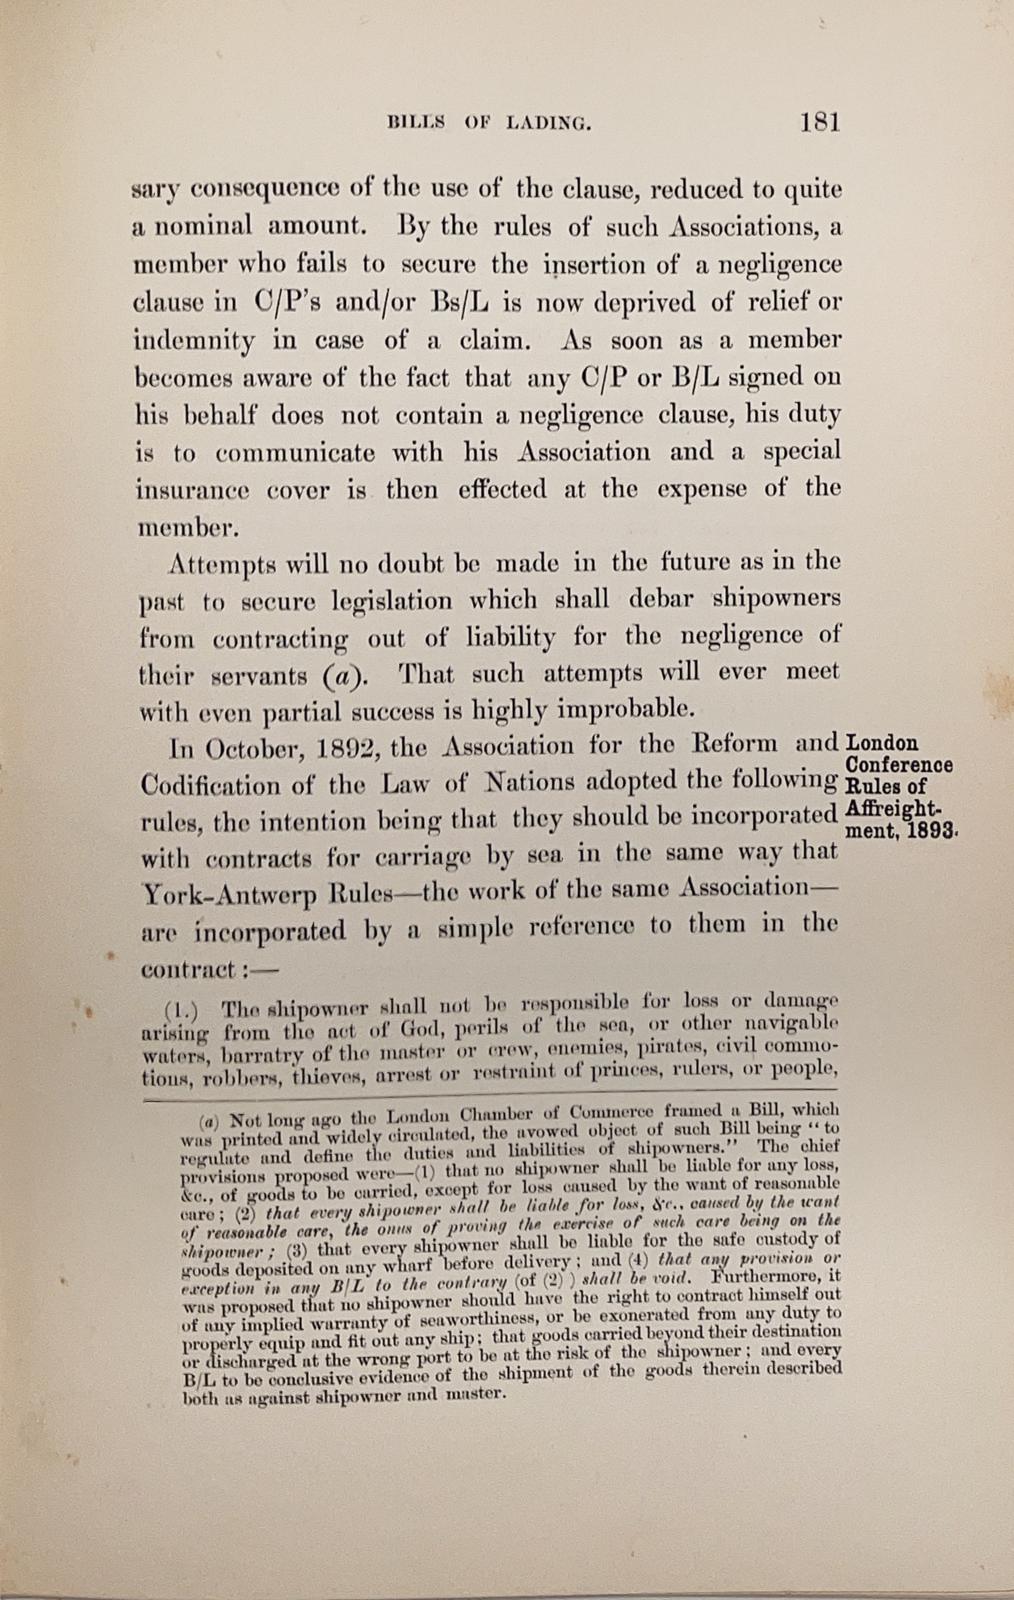 BILLS OF LADING. 181
sary consequence of the use of the clause, reduced to quite
a nominal amount. By the rules of such Associations, a
member who fails to secure the insertion of a negligence
clause in C/P's and/or Bs/L is now deprived of relief or
indemnity in case of a claim. As soon as a member
becomes aware of the fact that any C/P or B/L signed on
his behalf does not contain a negligence clause, his duty
is to communicate with his Association and a special
insurance cover is then effected at the expense of the
member.
Attempts will no doubt be made in the future as in the
past to secure legislation which shall debar shipowners
from contracting out of liability for the negligence of
their servants (a). That such attempts will ever meet
with even partial success is highly improbable.
In October, 1892, the Association for the Reform and
Codification of the Law of Nations adopted the following
rules, the intention being that they should be incorporated
with contracts for carriage by sea in the same way that
York-Antwerp Rules—the work of the same Association—
are incorporated by a simple reference to them in the
contract :—
London
Conference
Rules of
Affreight-
ment, 1893.
(1.) The shipowner shall not be responsible for loss or damage
arising from the act of God, perils of the sea, or other navigable
waters, barratry of the master or crew, enemies, pirates, civil commo-
tions, robbers, thieves, arrest or restraint of princes, rulers, or people,
(a) Not long ago the London Chamber of Commerce framed a Bill, which
was printed and widely circulated, the avowed object of such Bill being "to
regulate and define the duties and liabilities of shipowners." The chief
provisions proposed were—(1) that no shipowner shall be liable for any loss,
&c., of goods to be carried, except for loss caused by the want of reasonable
care; (2) that every shipowner shall be liable for loss, &c., caused by the want
of reasonable care, the onus of proving the exercise of such care being on the
shipowner; (3) that every shipowner shall be liable for the safe custody of
goods deposited on any wharf before delivery; and (4) that any provision or
exception in any B/L to the contrary (of (2) ) shall be void. Furthermore, it
was proposed that no shipowner should have the right to contract himself out
of any implied warranty of seaworthiness, or be exonerated from any duty to
properly equip and fit out any ship; that goods carried beyond their destination
or discharged at the wrong port to be at the risk of the shipowner; and every
B/L to be conclusive evidence of the shipment of the goods therein described
both as against shipowner and master.